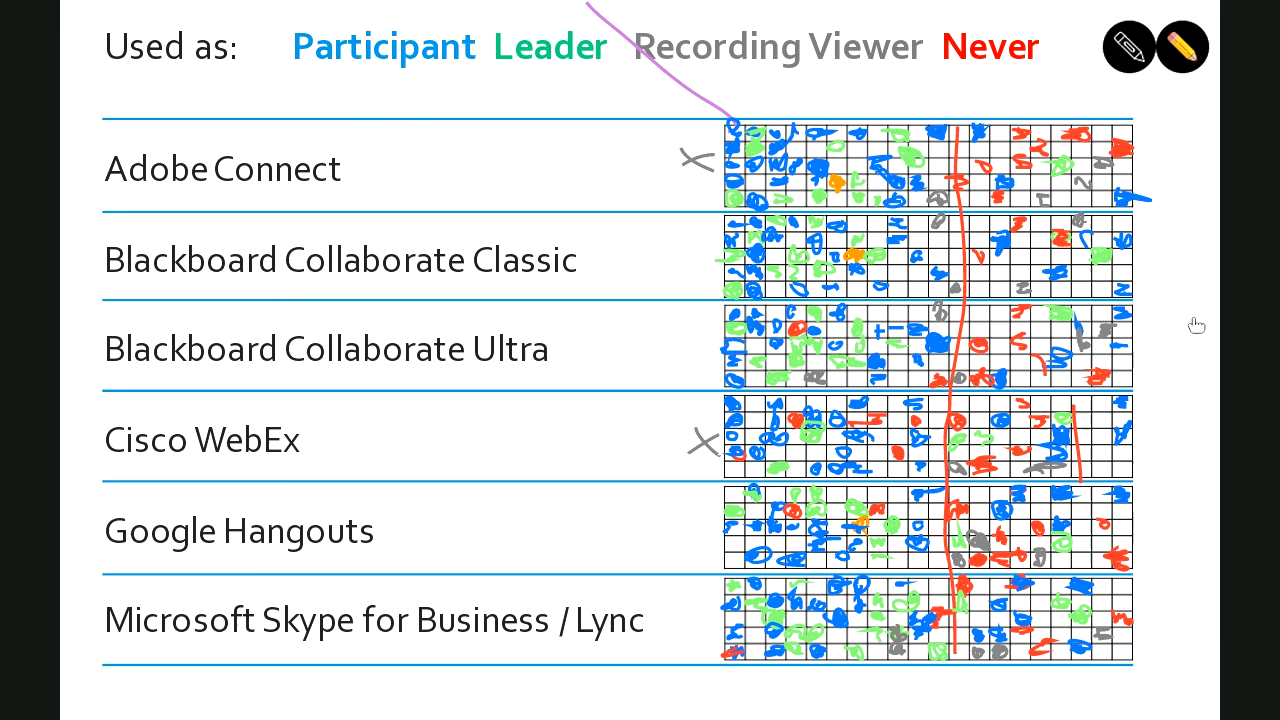 Used as: Participant Leader Recording Viewer Never
Adobe Connect
Blackboard Collaborate Classic
Blackboard Collaborate Ultra
Cisco WebEx
Google Hangouts
Microsoft Skype for Business / Lync